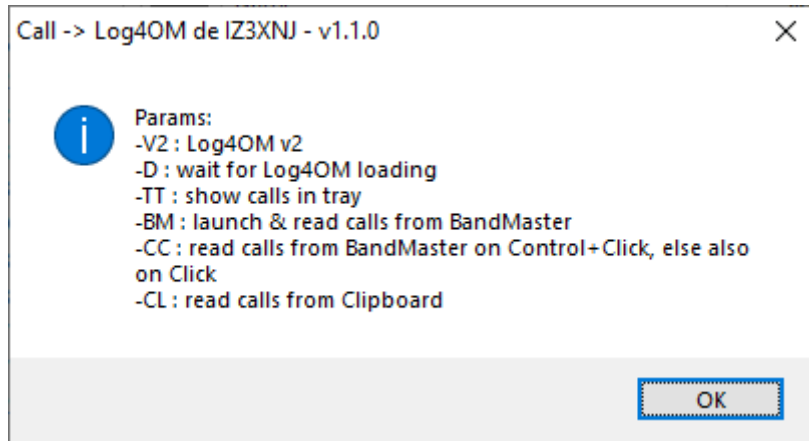 Call -> Log4OM de IZ3XNJ - v1.1.0
Params:
-V2 : Log4OM v2
-D : wait for Log4OM loading
-TT : show calls in tray
-BM : launch & read calls from BandMaster
-CC : read calls from BandMaster on Control+Click, else also
on Click
-CL : read calls from Clipboard
OK